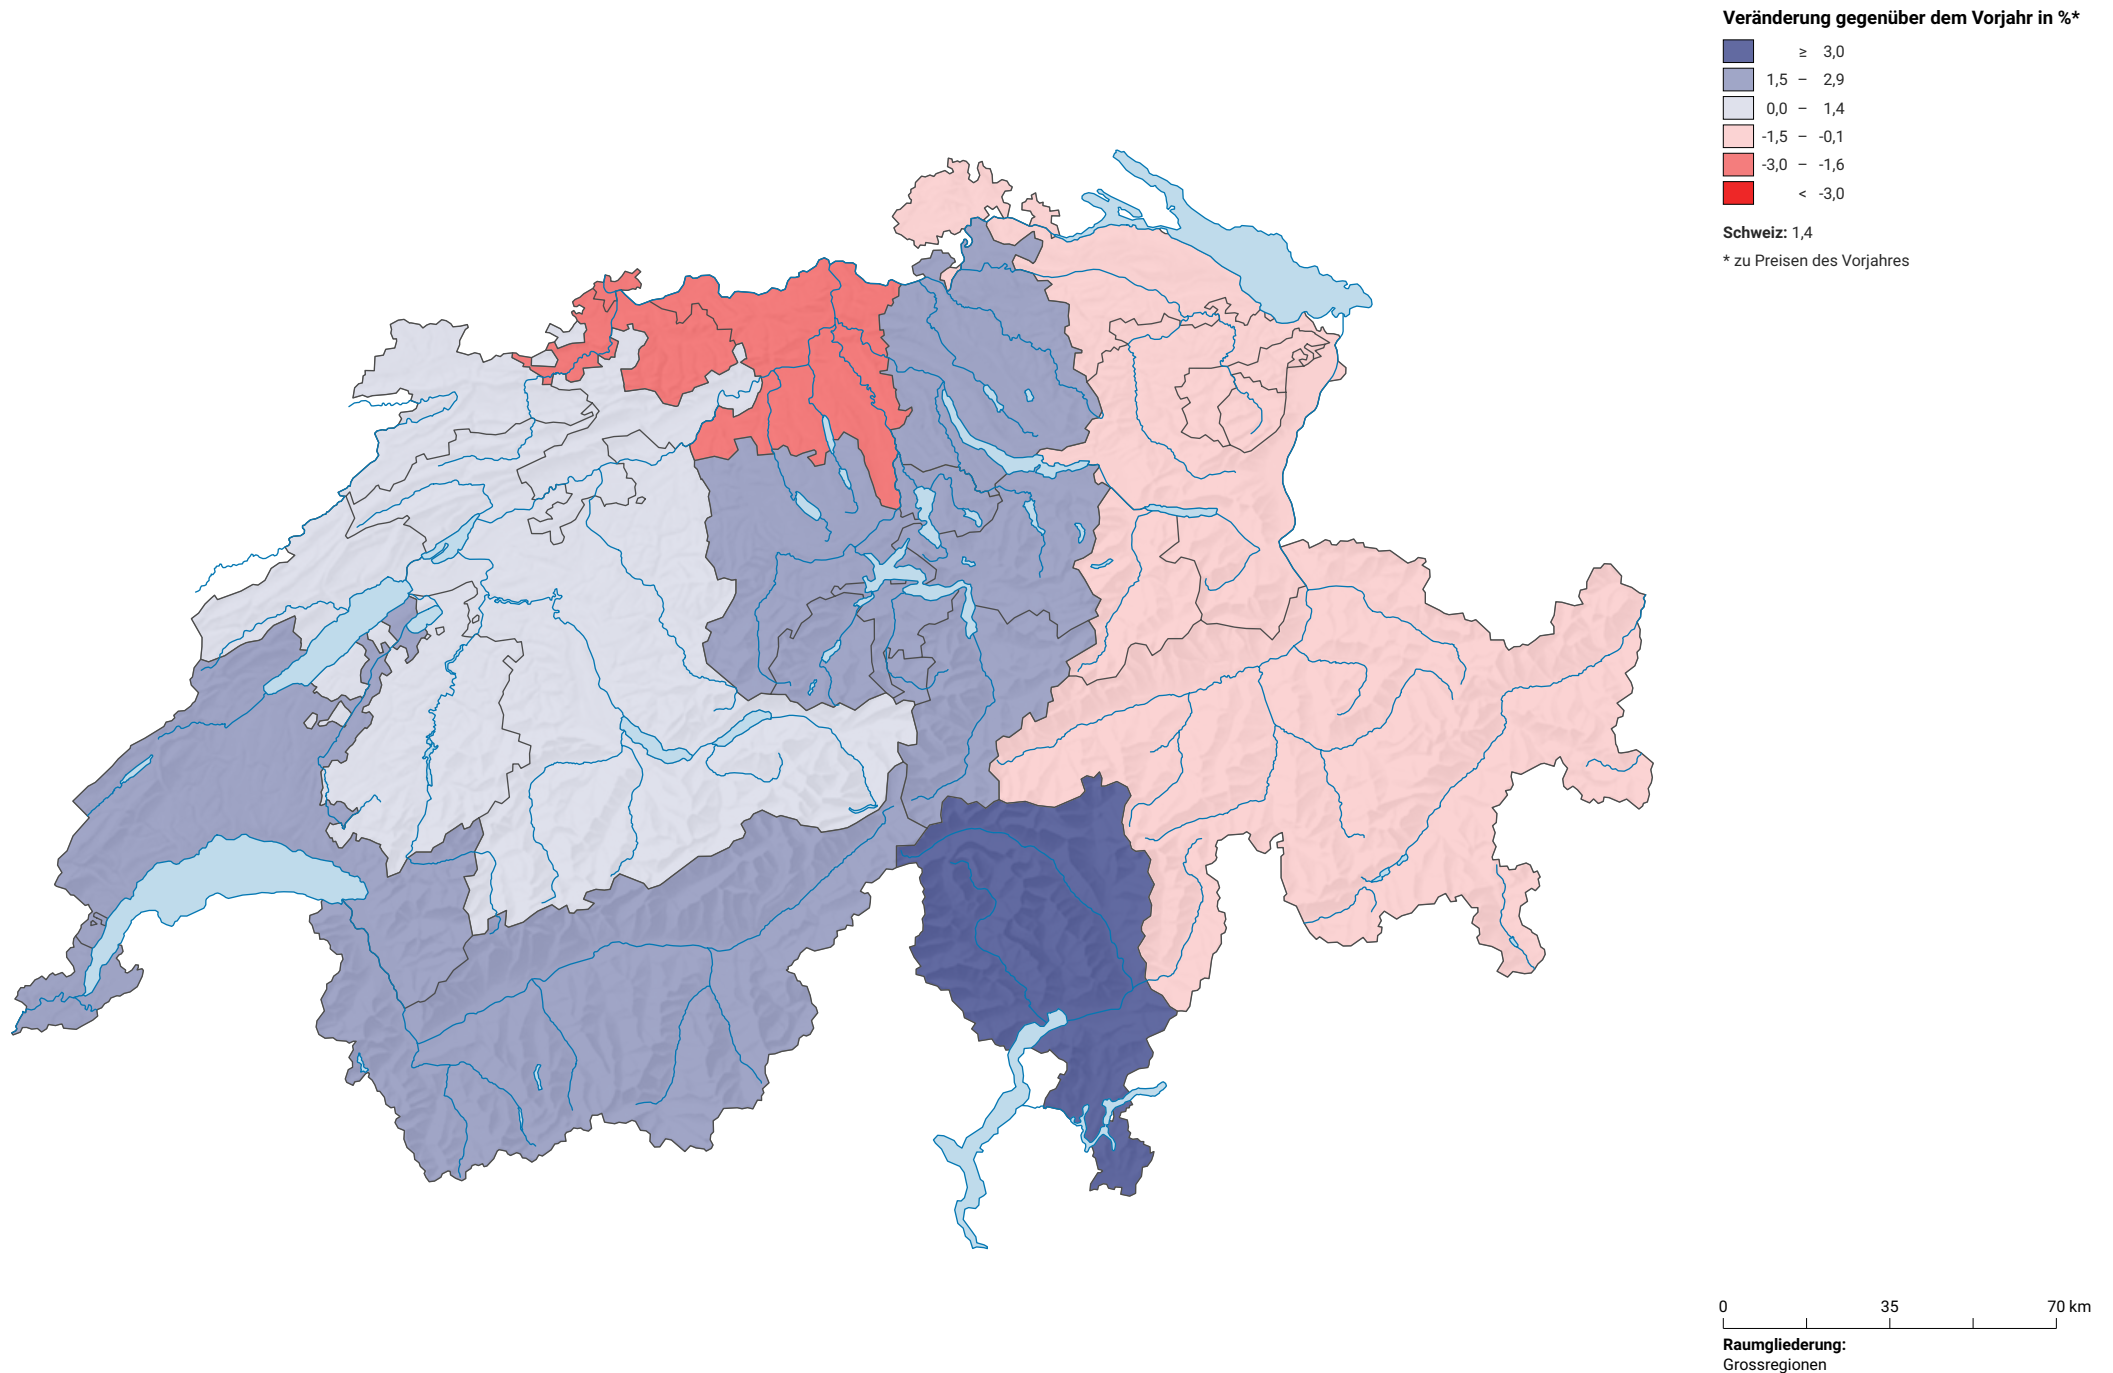 Veränderung gegenüber dem Vorjahr in %*
≥ 3,0
1,5 – 2,9
0,0 – 1,4
-1,5 – -0,1
-3,0 – -1,6
< -3,0
Schweiz: 1,4
* zu Preisen des Vorjahres
0 35 70 km
Raumgliederung:
Grossregionen